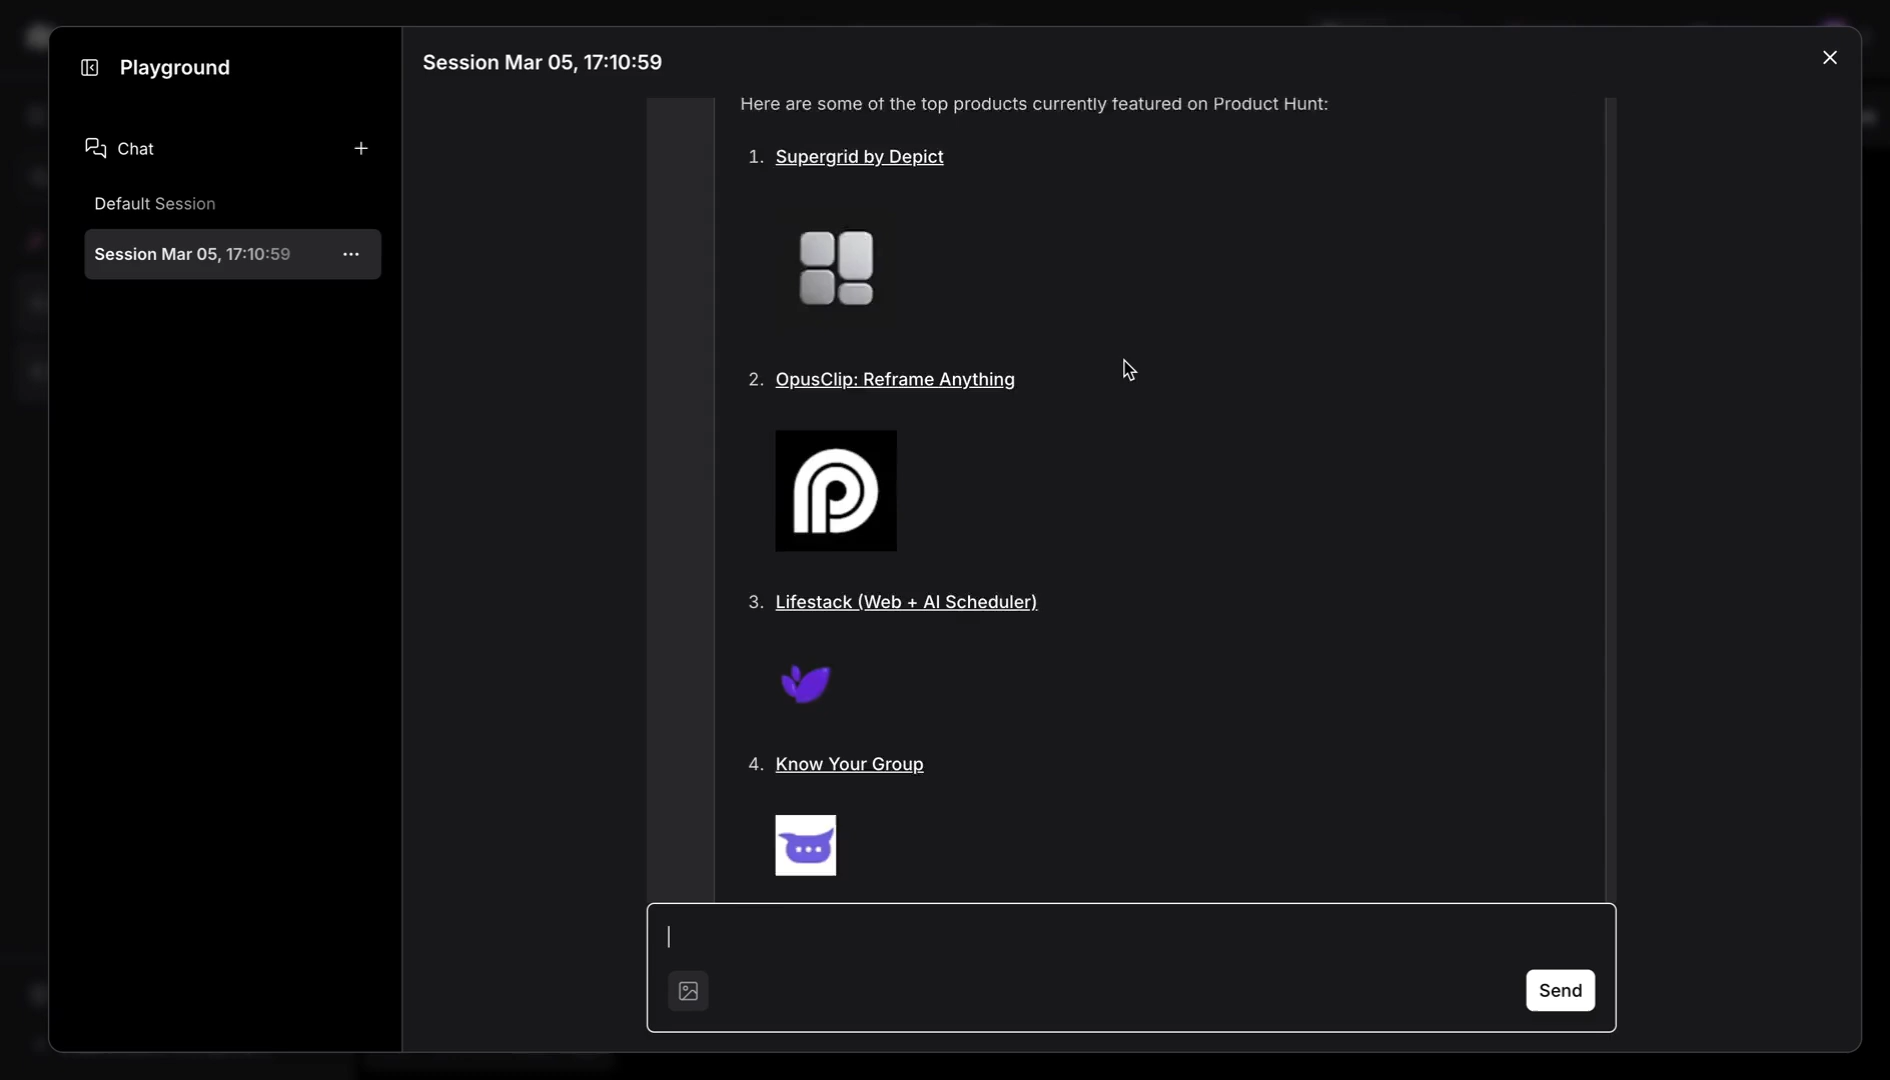 Playground
Chat
Default Session
Session Mar 05, 17:10:59
Session Mar 05, 17:10:59
Here are some of the top products currently featured on Product Hunt:
1. Supergrid by Depict
2. OpusClip: Reframe Anything
3. Lifestack (Web + AI Scheduler)
4. Know Your Group
Send